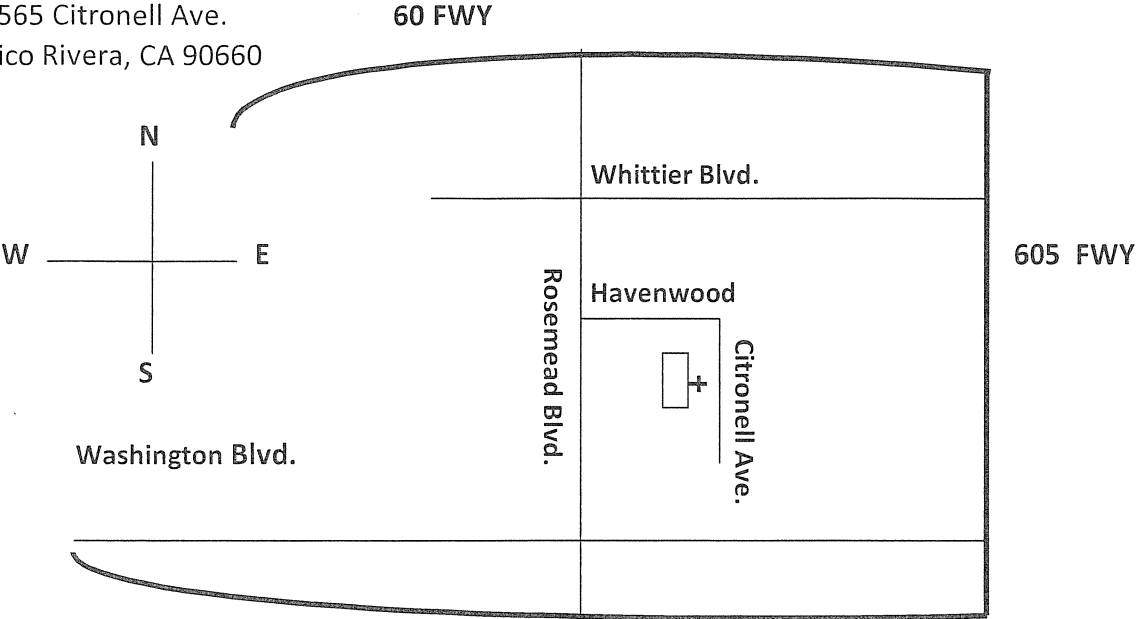 565 Citronell Ave.
60 FWY
ico Rivera, CA 90660
N
Whittier Blvd.
W
E
605 FWY
Rosemead Blvd.
Havenwood
Citronell Ave.
S
Washington Blvd.